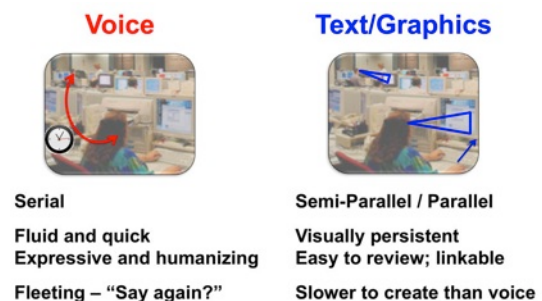 Voice
Serial
Fluid and quick
Expressive and humanizing
Fleeting – “Say again?”
Text/Graphics
Semi-Parallel / Parallel
Visually persistent
Easy to review; linkable
Slower to create than voice